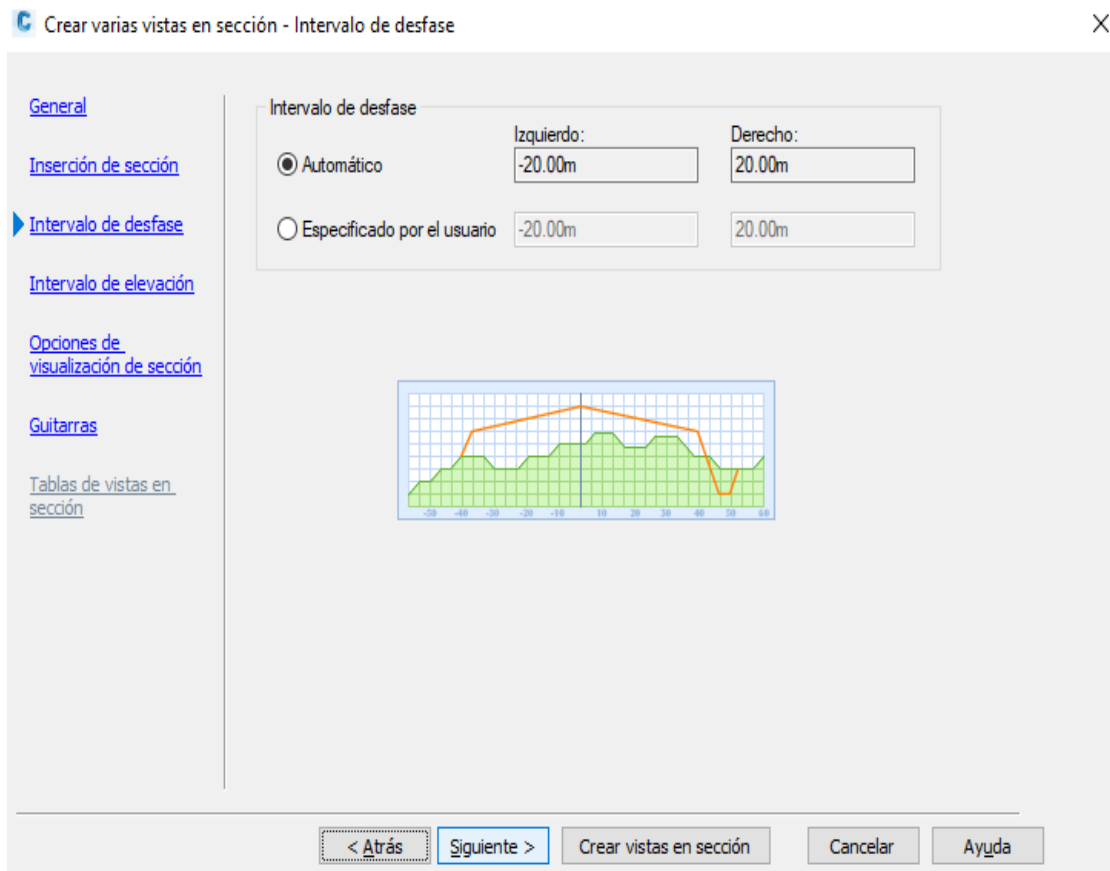 Crear varias vistas en sección - Intervalo de desfase
General
Inserción de sección
Intervalo de desfase
Intervalo de elevación
Opciones de
visualización de sección
Guitarras
Tablas de vistas en
sección
Intervalo de desfase
Izquierdo: Derecho:
Automático -20.00m 20.00m
Especificado por el usuario -20.00m 20.00m
-50 -40 -30 -20 -10 10 20 30 40 50 60
< Atrás Siguiente > Crear vistas en sección Cancelar Ayuda